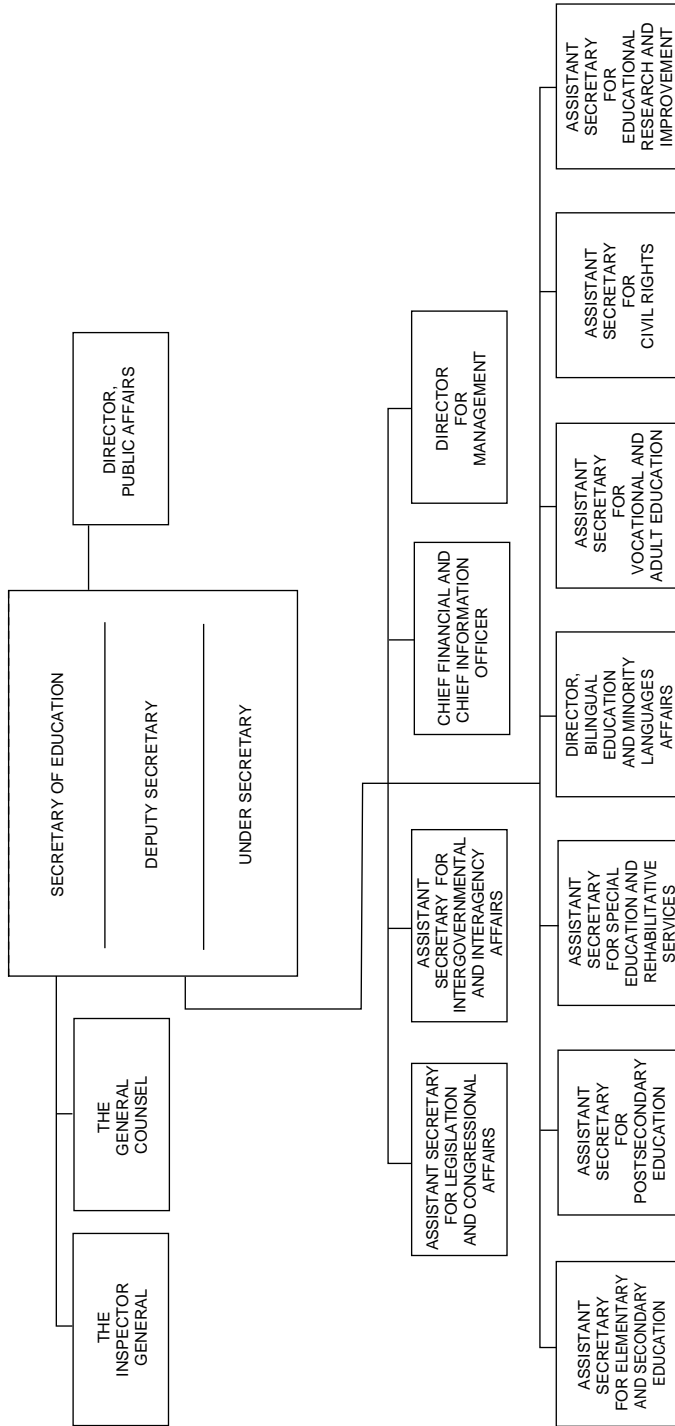 SECRETARY OF EDUCATION
DEPUTY SECRETARY
UNDER SECRETARY
THE
INSPECTOR
GENERAL
THE
GENERAL
COUNSEL
DIRECTOR,
PUBLIC AFFAIRS
ASSISTANT SECRETARY
FOR LEGISLATION
AND CONGRESSIONAL
AFFAIRS
ASSISTANT
SECRETARY FOR
INTERGOVERNMENTAL
AND INTERAGENCY
AFFAIRS
CHIEF FINANCIAL AND
CHIEF INFORMATION
OFFICER
DIRECTOR
FOR
MANAGEMENT
ASSISTANT
SECRETARY
FOR ELEMENTARY
AND SECONDARY
EDUCATION
ASSISTANT
SECRETARY
FOR
POSTSECONDARY
EDUCATION
ASSISTANT
SECRETARY
FOR SPECIAL
EDUCATION AND
REHABILITATIVE
SERVICES
DIRECTOR,
BILINGUAL
EDUCATION
AND MINORITY
LANGUAGES
AFFAIRS
ASSISTANT
SECRETARY
FOR
VOCATIONAL AND
ADULT EDUCATION
ASSISTANT
SECRETARY
FOR
CIVIL RIGHTS
ASSISTANT
SECRETARY
FOR
EDUCATIONAL
RESEARCH AND
IMPROVEMENT